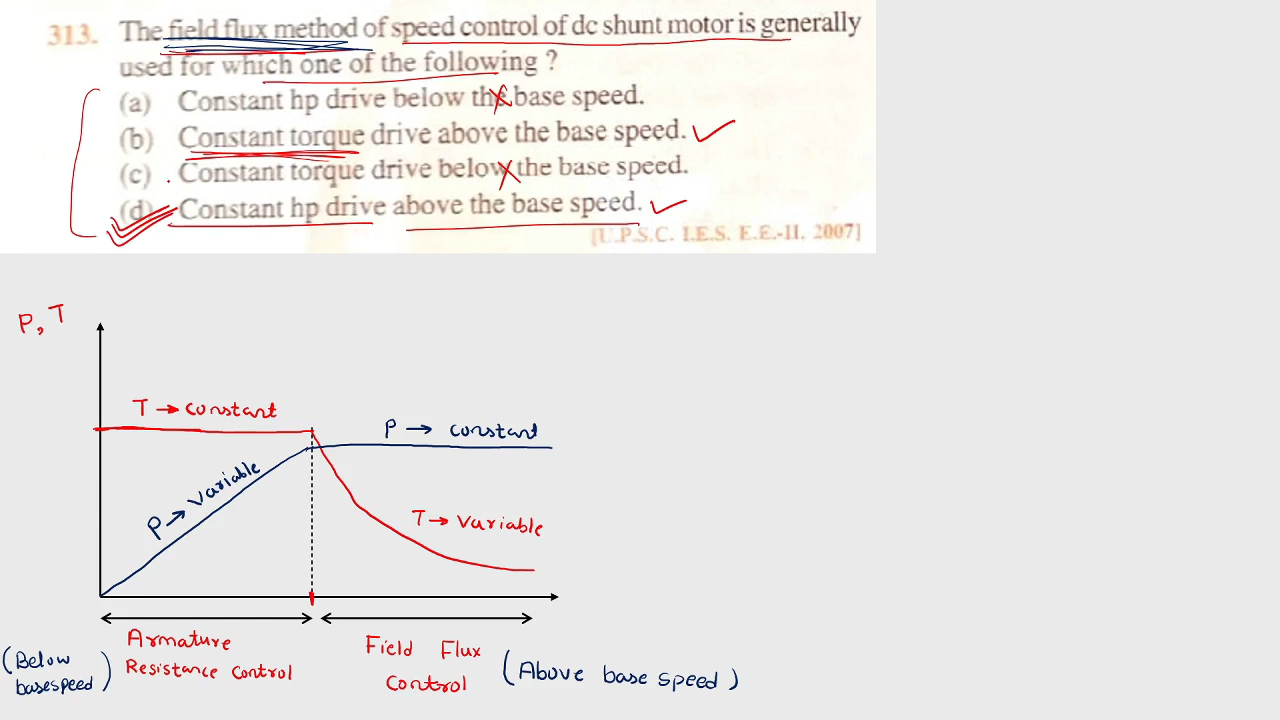 313. The field flux method of speed control of dc shunt motor is generally
used for which one of the following ?
(a) Constant hp drive below the base speed.
(b) Constant torque drive above the base speed.
(c) Constant torque drive below the base speed.
(d) Constant hp drive above the base speed.
[U.P.S.C. I.E.S. E.E.-II. 2007]
P, T
T → constant
P → constant
P → Variable
T → Variable
Armature
Resistance Control
(Below
basespeed)
Field Flux
Control
(Above base speed)